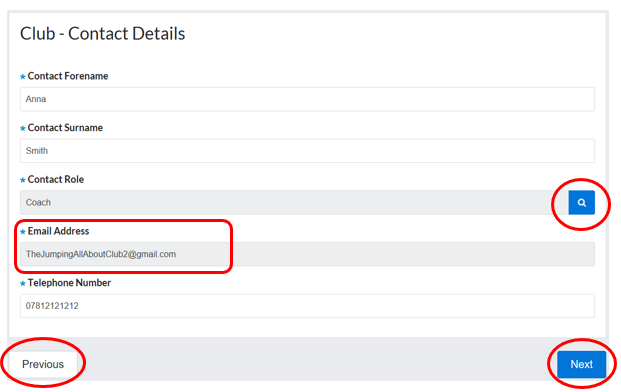 Club - Contact Details
* Contact Forename
Anna
* Contact Surname
Smith
* Contact Role
Coach
* Email Address
TheJumpingAllAboutClub2@gmail.com
* Telephone Number
07812121212
Previous
Next